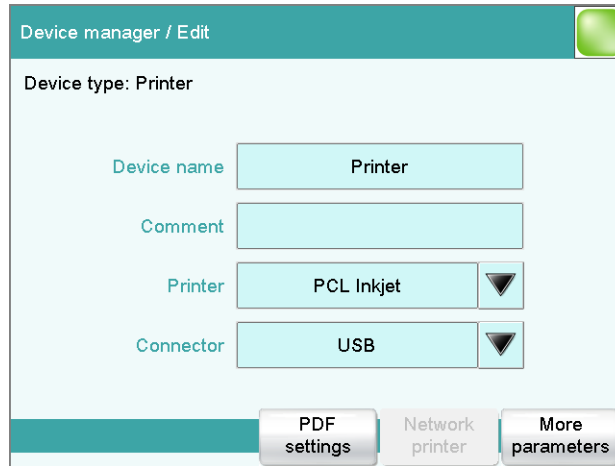 Device manager / Edit
Device type: Printer
Device name Printer
Comment
Printer PCL Inkjet
Connector USB
PDF settings
Network printer
More parameters